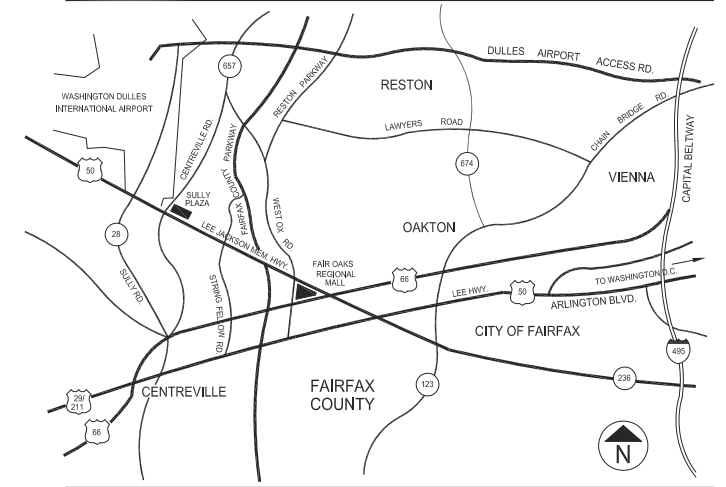 DULLES AIRPORT ACCESS RD.
657
RESTON PARKWAY
RESTON
WASHINGTON DULLES
INTERNATIONAL AIRPORT
CHAIN BRIDGE RD.
LAWYERS ROAD
CENTREVILLE RD.
FAIRFAX
COUNTY PARKWAY
CAPITAL BELTWAY
50
674
VIENNA
SULLY
PLAZA
WEST OX RD.
OAKTON
28
LEE JACKSON MEM. HWY.
FAIR OAKS
REGIONAL
MALL
SULLY RD.
STRING FELLOW RD.
66
TO WASHINGTON D.C.
LEE HWY.
50
ARLINGTON BLVD.
CITY OF FAIRFAX
495
CENTREVILLE
FAIRFAX
COUNTY
123
236
29/
211
66
N